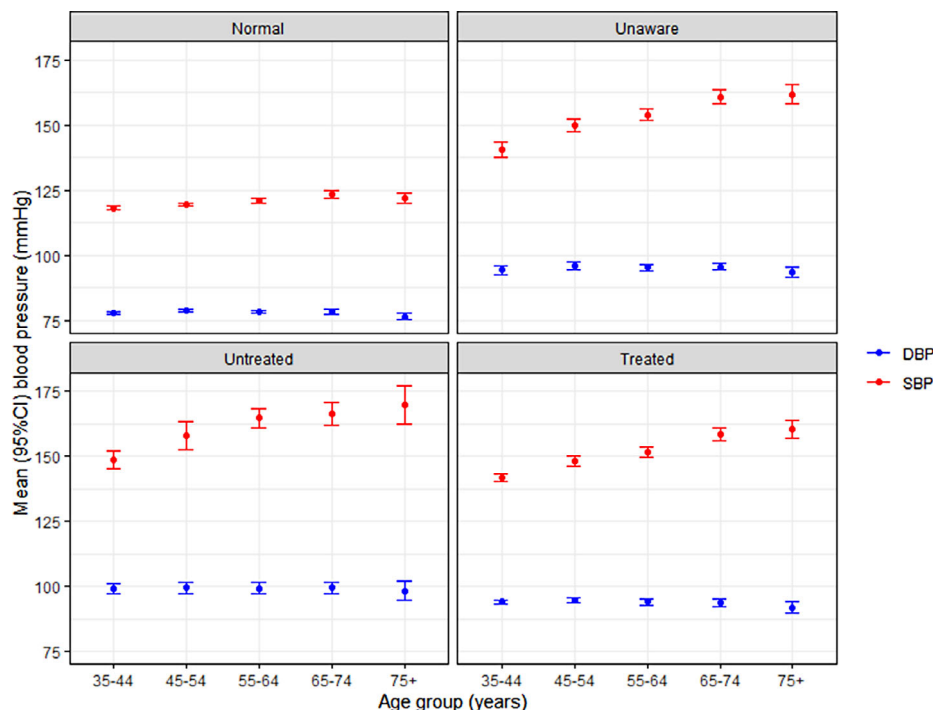 Normal
Unaware
175
150
125
100
75
Untreated
Treated
175
150
125
100
75
35-44 45-54 55-64 65-74 75+
35-44 45-54 55-64 65-74 75+
Age group (years)
Mean (95%CI) blood pressure (mmHg)
DBP
SBP